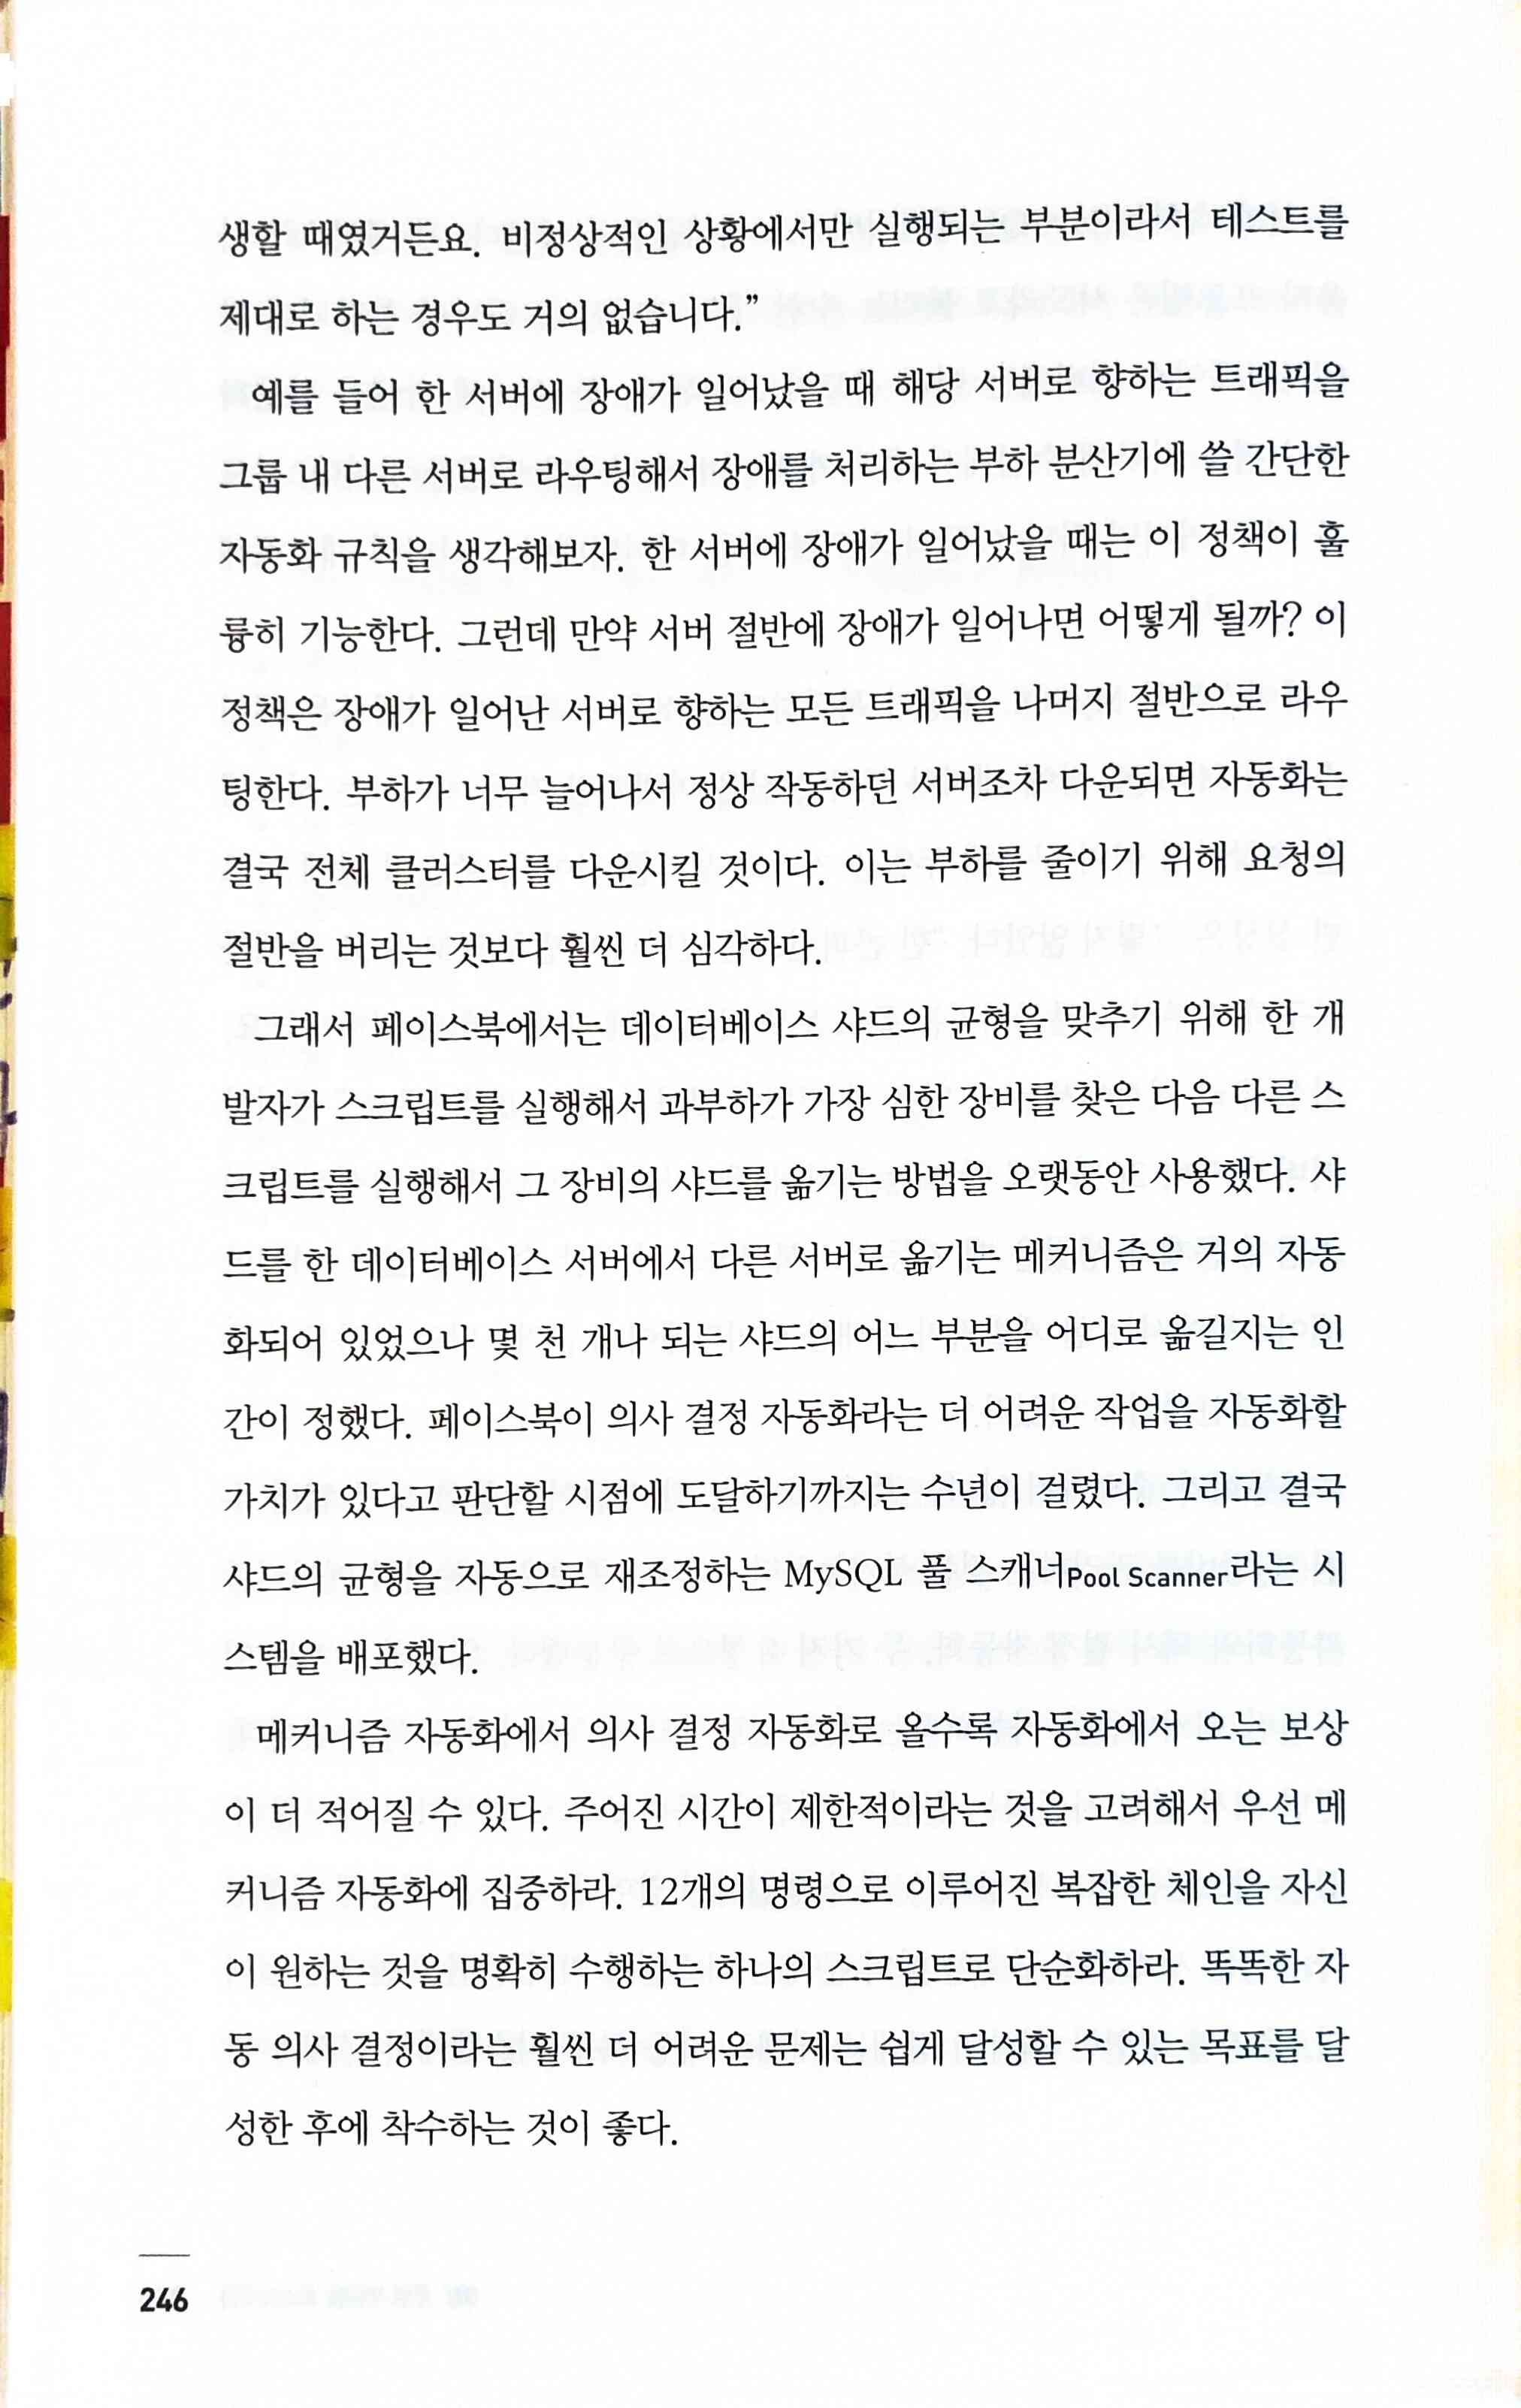 생할 때였거든요. 비정상적인 상황에서만 실행되는 부분이라서 테스트를
제대로 하는 경우도 거의 없습니다.”
예를 들어 한 서버에 장애가 일어났을 때 해당 서버로 향하는 트래픽을
그룹 내 다른 서버로 라우팅해서 장애를 처리하는 부하 분산기에 쓸 간단한
자동화 규칙을 생각해보자. 한 서버에 장애가 일어났을 때는 이 정책이 훌
륭히 기능한다. 그런데 만약 서버 절반에 장애가 일어나면 어떻게 될까? 이
정책은 장애가 일어난 서버로 향하는 모든 트래픽을 나머지 절반으로 라우
팅한다. 부하가 너무 늘어나서 정상 작동하던 서버조차 다운되면 자동화는
결국 전체 클러스터를 다운시킬 것이다. 이는 부하를 줄이기 위해 요청의
절반을 버리는 것보다 훨씬 더 심각하다.
그래서 페이스북에서는 데이터베이스 샤드의 균형을 맞추기 위해 한 개
발자가 스크립트를 실행해서 과부하가 가장 심한 장비를 찾은 다음 다른 스
크립트를 실행해서 그 장비의 샤드를 옮기는 방법을 오랫동안 사용했다. 샤
드를 한 데이터베이스 서버에서 다른 서버로 옮기는 메커니즘은 거의 자동
화되어 있었으나 몇 천 개나 되는 샤드의 어느 부분을 어디로 옮길지는 인
간이 정했다. 페이스북이 의사 결정 자동화라는 더 어려운 작업을 자동화할
가치가 있다고 판단할 시점에 도달하기까지는 수년이 걸렸다. 그리고 결국
샤드의 균형을 자동으로 재조정하는 MySQL 풀 스캐너Pool Scanner라는 시
스템을 배포했다.
메커니즘 자동화에서 의사 결정 자동화로 올수록 자동화에서 오는 보상
이 더 적어질 수 있다. 주어진 시간이 제한적이라는 것을 고려해서 우선 메
커니즘 자동화에 집중하라. 12개의 명령으로 이루어진 복잡한 체인을 자신
이 원하는 것을 명확히 수행하는 하나의 스크립트로 단순화하라. 똑똑한 자
동 의사 결정이라는 훨씬 더 어려운 문제는 쉽게 달성할 수 있는 목표를 달
성한 후에 착수하는 것이 좋다.
246